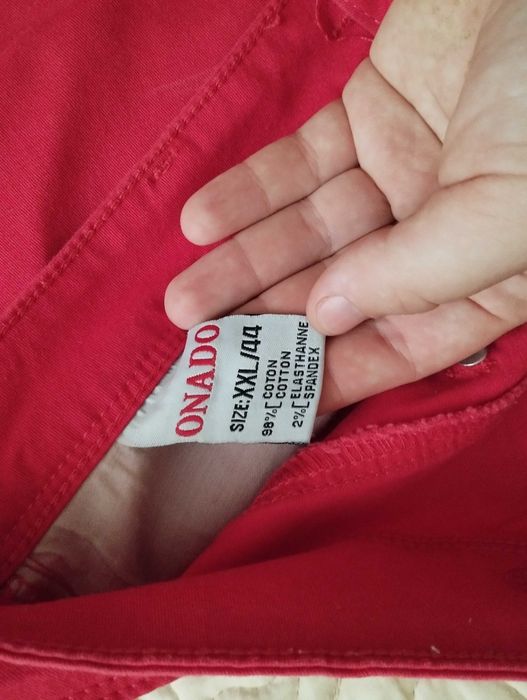 ONADO
SIZE:XXL/44
98%[ COTON
COTTON
2%[ ELASTHANNE
SPANDEX